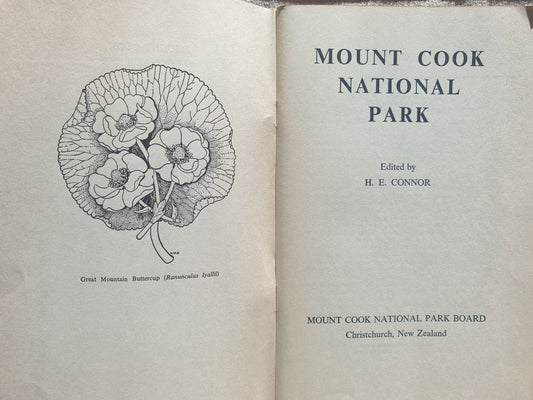 Great Mountain Buttercup (Ranunculus lyallii)
MOUNT COOK
NATIONAL
PARK
Edited by
H. E. CONNOR
MOUNT COOK NATIONAL PARK BOARD
Christchurch, New Zealand